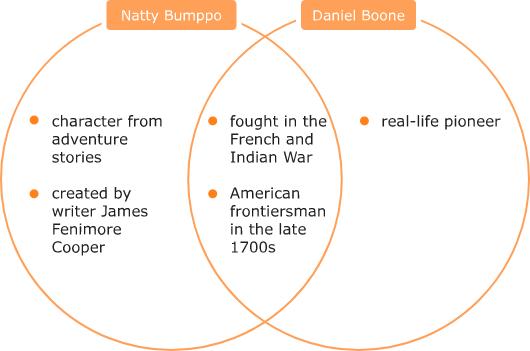 Natty Bumppo
Daniel Boone
character from
adventure
stories
created by
writer James
Fenimore
Cooper
fought in the
French and
Indian War
American
frontiersman
in the late
1700s
real-life pioneer